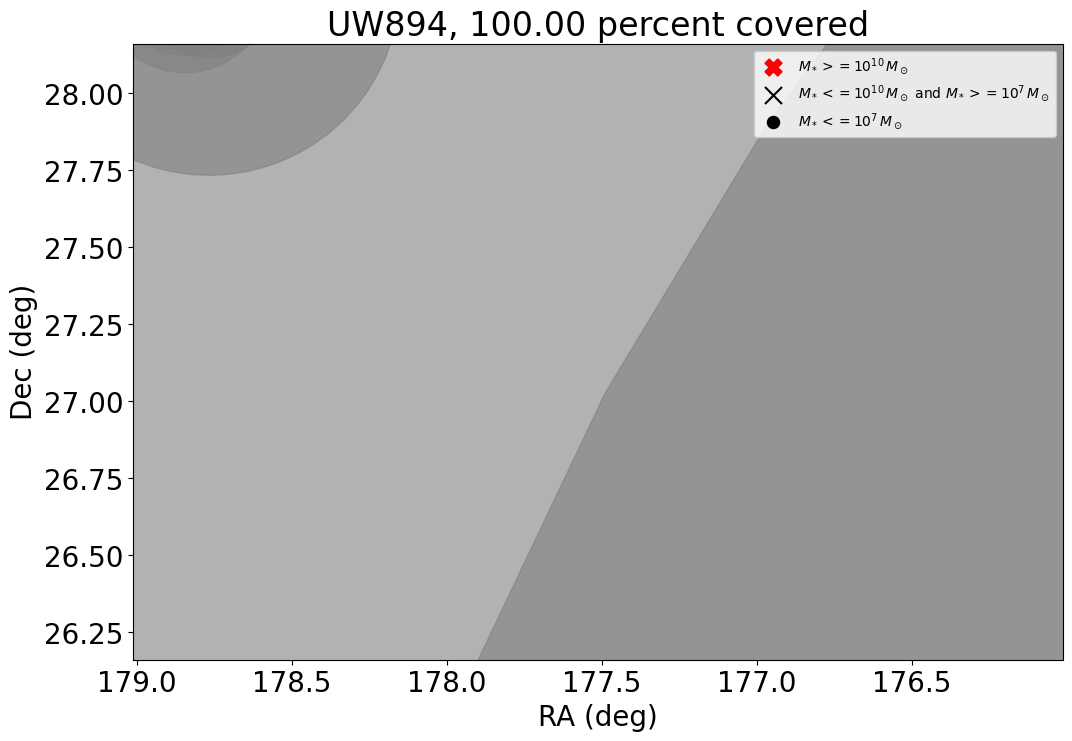 UW894, 100.00 percent covered
M* >= 10^10 M⊙
M* <= 10^10 M⊙ and M* >= 10^7 M⊙
M* <= 10^7 M⊙
28.00
27.75
27.50
27.25
27.00
26.75
26.50
26.25
Dec (deg)
179.0 178.5 178.0 177.5 177.0 176.5
RA (deg)